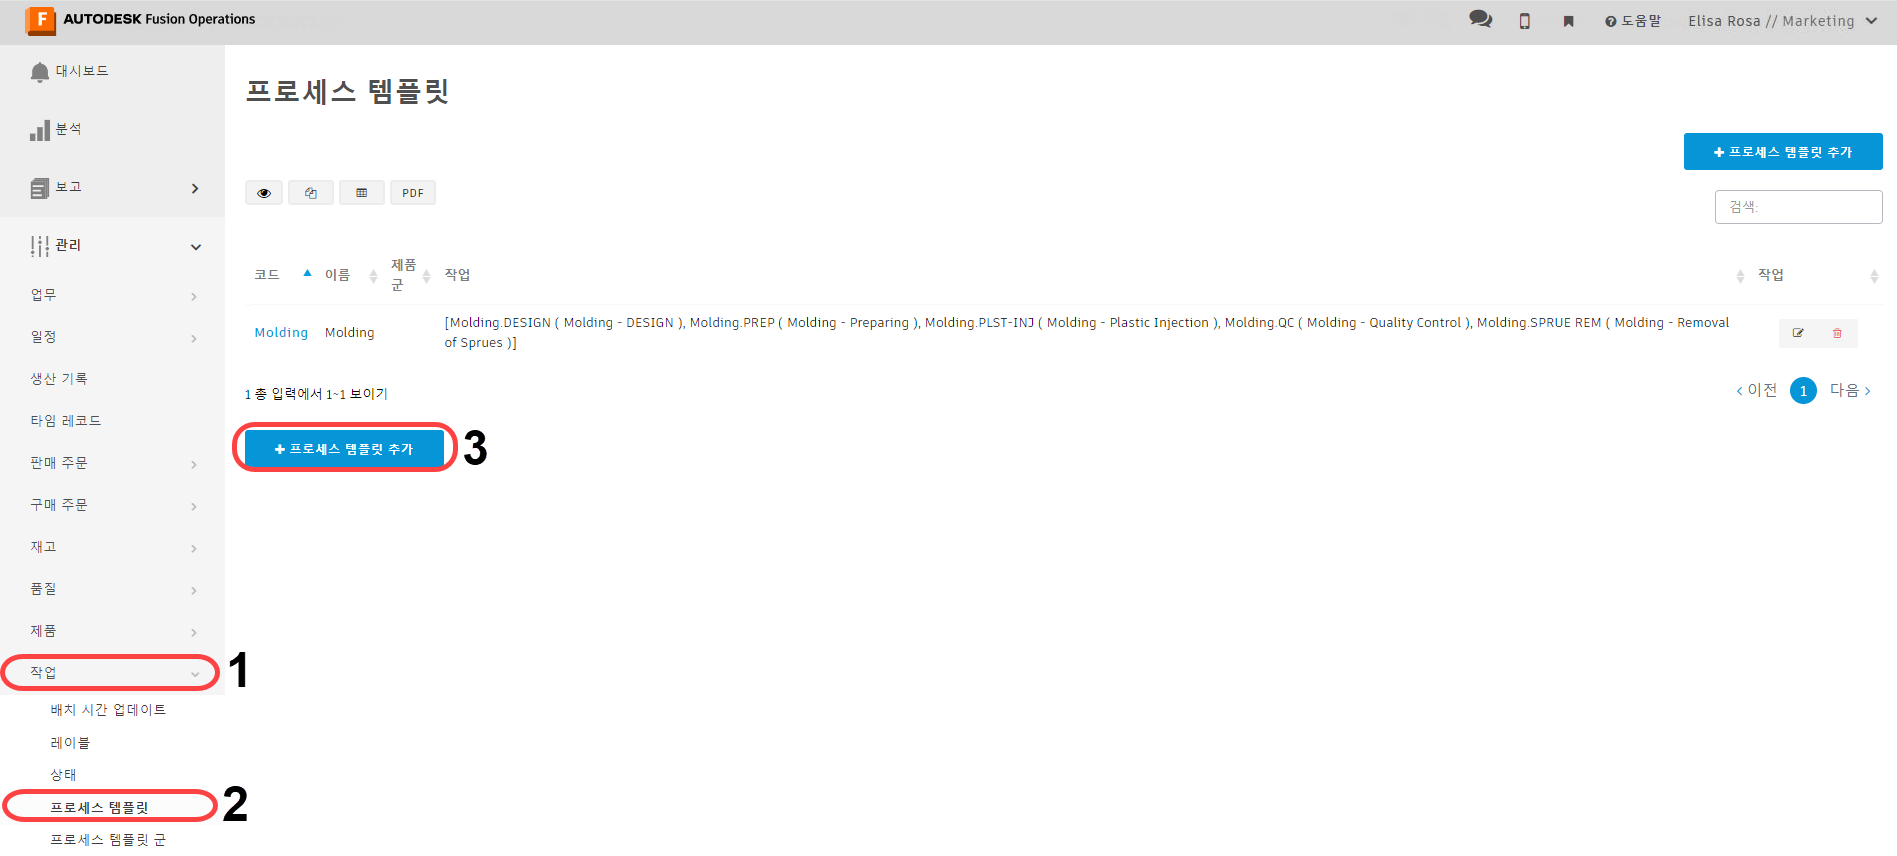 F AUTODESK Fusion Operations
도움말
Elisa Rosa // Marketing
대시보드
분석
보고
관리
업무
일정
생산 기록
타임 레코드
판매 주문
구매 주문
재고
품질
제품
작업
1
배치 시간 업데이트
레이블
상태
프로세스 템플릿
2
프로세스 템플릿 군
프로세스 템플릿
+ 프로세스 템플릿 추가
PDF
검색:
코드 이름 제품 작업 작업
군
Molding Molding [Molding.DESIGN ( Molding - DESIGN ), Molding.PREP ( Molding - Preparing ), Molding.PLST-INJ ( Molding - Plastic Injection ), Molding.QC ( Molding - Quality Control ), Molding.SPRUE REM ( Molding - Removal
of Sprues )]
1 총 입력에서 1~1 보이기
‹ 이전 1 다음 ›
+ 프로세스 템플릿 추가
3